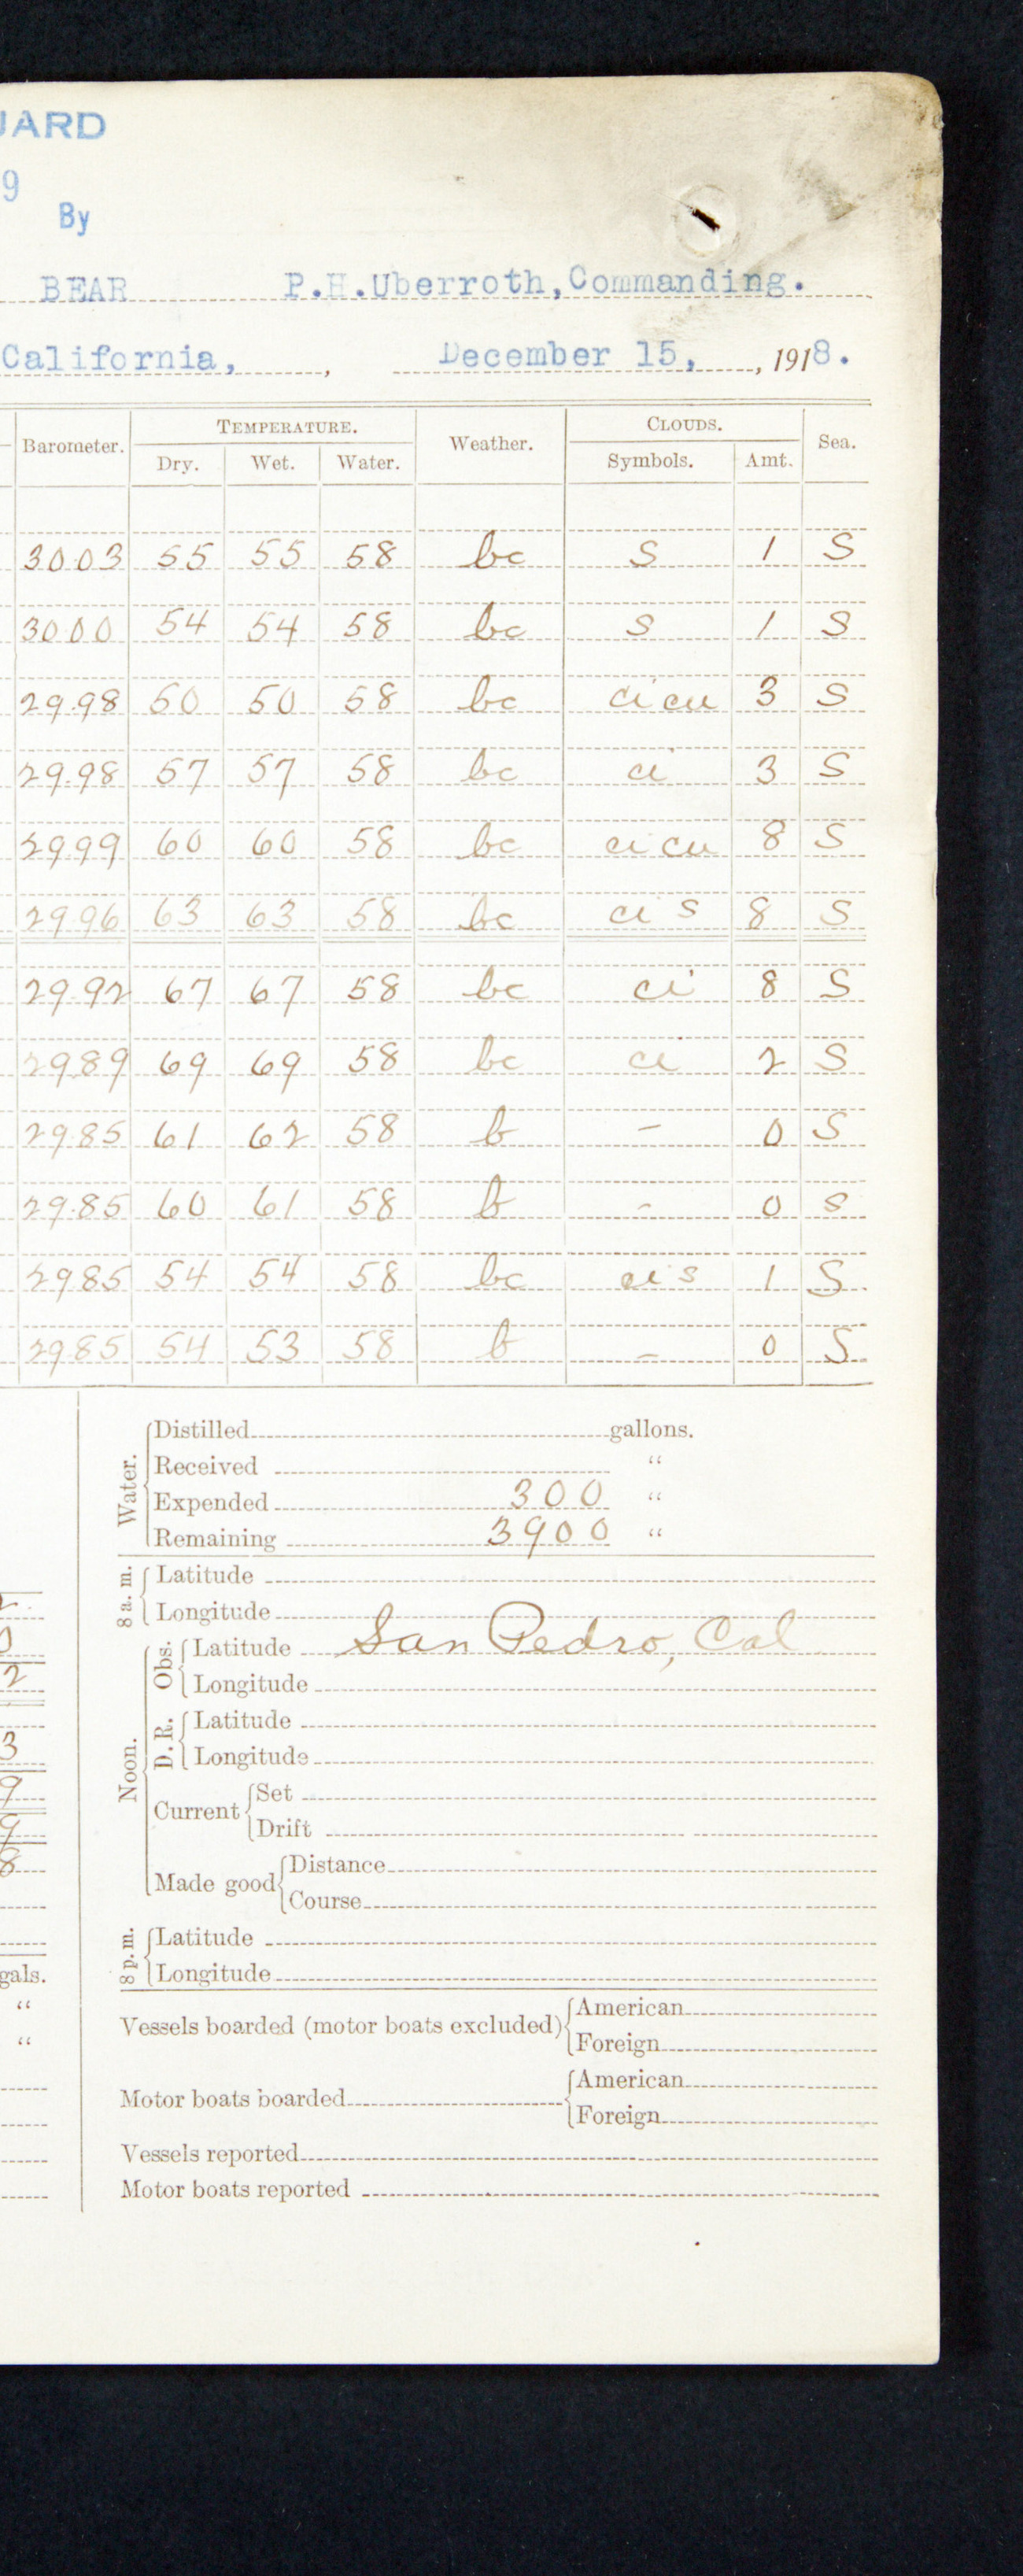 UARD
9
By
BEAR P.H.Uberroth,Commanding.
California, , December 15, , 1918.
Barometer. TEMPERATURE. Weather. CLOUDS. Sea.
Dry. Wet. Water. Symbols. Amt.
30.03 55 55 58 bc S 1 S
30.00 54 54 58 bc S 1 S
29.98 50 50 58 bc ci cu 3 S
29.98 57 57 58 bc ci 3 S
29.99 60 60 58 bc ci cu 8 S
29.96 63 63 58 bc ci s 8 S
29.92 67 67 58 bc ci 8 S
29.89 69 69 58 bc ci 2 S
29.85 61 62 58 b - 0 S
29.85 60 61 58 b - 0 S
29.85 54 54 58 bc ci s 1 S
29.85 54 53 58 b - 0 S
Water.
Distilled gallons.
Received "
Expended 300 "
Remaining 3900 "
8 a. m.
Latitude
Longitude
Noon.
Obs.
Latitude San Pedro, Cal
Longitude
D. R.
Latitude
Longitude
Current
Set
Drift
Made good
Distance
Course
8 p. m.
Latitude
Longitude
Vessels boarded (motor boats excluded)
American
Foreign
Motor boats boarded
American
Foreign
Vessels reported
Motor boats reported
2
3
9
9
8
gals.
"
"